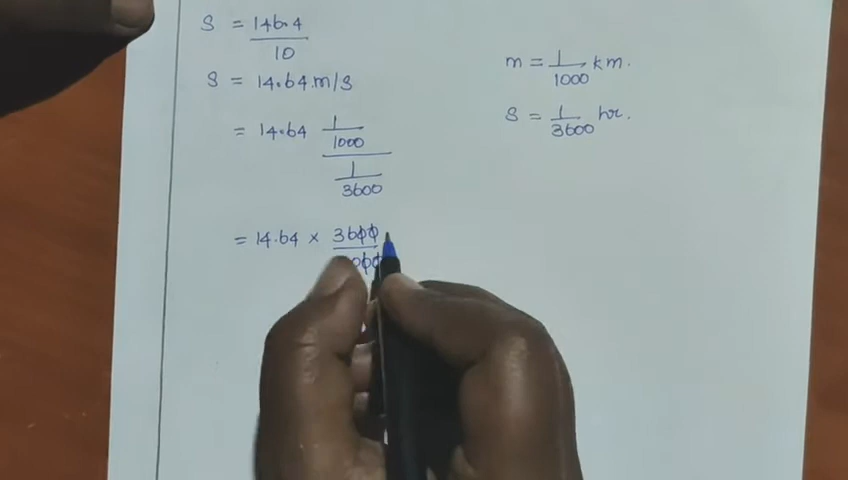 S = 146.4
10
S = 14.64 m/s
= 14.64 1
1000
1
3600
= 14.64 × 3600
m = 1 km.
1000
S = 1 hr.
3600